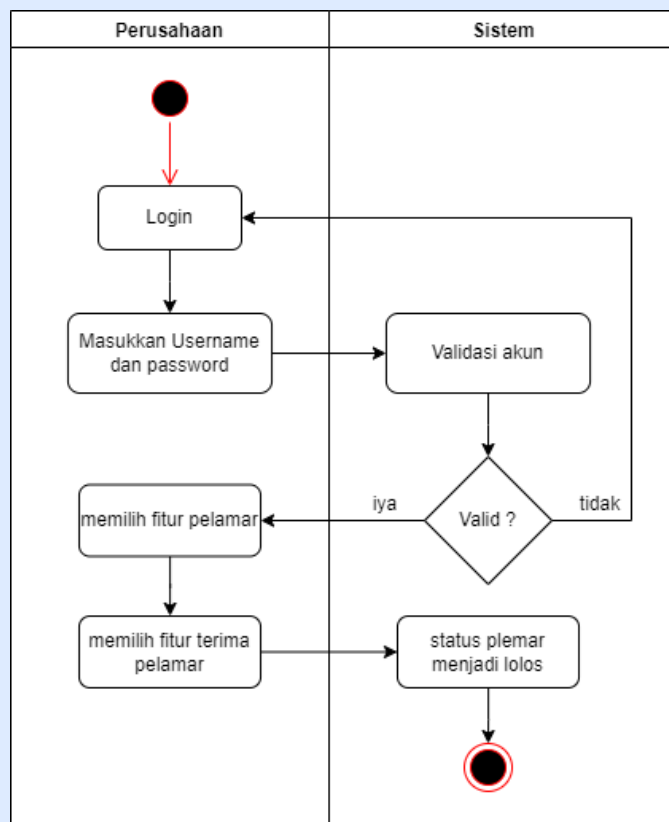 Perusahaan
Sistem
Login
Masukkan Username
dan password
Validasi akun
memilih fitur pelamar
iya
Valid ?
tidak
memilih fitur terima
pelamar
status plemar
menjadi lolos